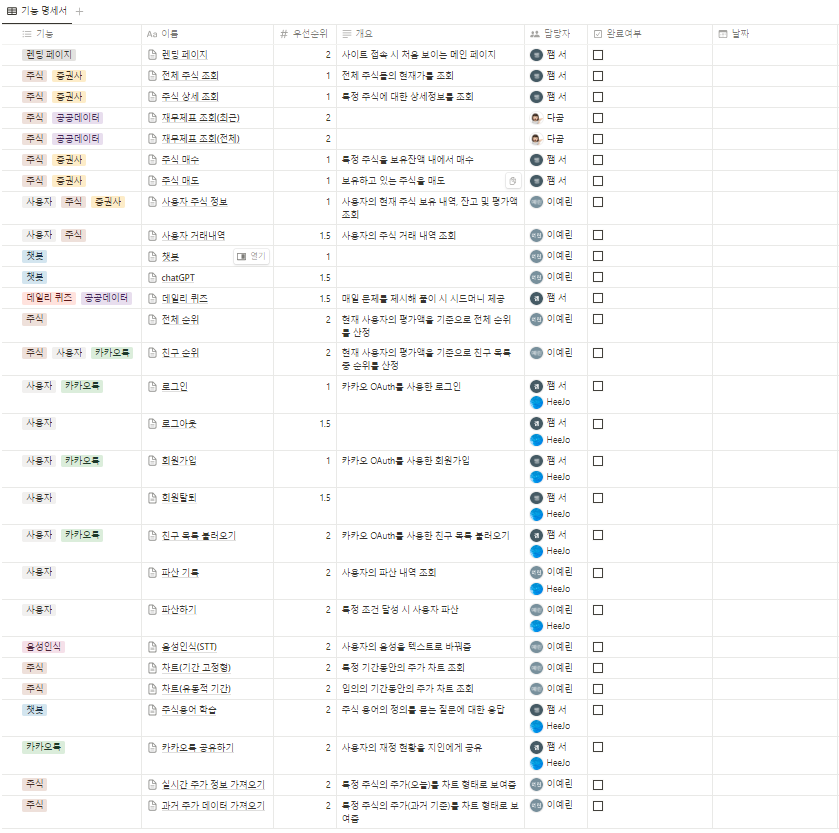 기능 명세서
기능 이름 우선순위 개요 담당자 완료여부 날짜
렌딩 페이지 렌딩 페이지 2 사이트 접속 시 처음 보이는 메인 페이지 쨈 서
주식 증권사 전체 주식 조회 1 전체 주식들의 현재가를 조회 쨈 서
주식 증권사 주식 상세 조회 1 특정 주식에 대한 상세정보를 조회 쨈 서
주식 공공데이터 재무제표 조회(최근) 2 다곰
주식 공공데이터 재무제표 조회(전체) 2 다곰
주식 증권사 주식 매수 1 특정 주식을 보유잔액 내에서 매수 쨈 서
주식 증권사 주식 매도 1 보유하고 있는 주식을 매도 쨈 서
사용자 주식 증권사 사용자 주식 정보 1 사용자의 현재 주식 보유 내역, 잔고 및 평가액 이예린
조회
사용자 주식 사용자 거래내역 1.5 사용자의 주식 거래 내역 조회 이예린
챗봇 챗봇 열기 1 이예린
챗봇 chatGPT 1.5 이예린
데일리 퀴즈 공공데이터 데일리 퀴즈 1.5 매일 문제를 제시해 풀이 시 시드머니 제공 쨈 서
주식 전체 순위 2 현재 사용자의 평가액을 기준으로 전체 순위 이예린
를 산정
주식 사용자 카카오톡 친구 순위 2 현재 사용자의 평가액을 기준으로 친구 목록 이예린
중 순위를 산정
사용자 카카오톡 로그인 1 카카오 OAuth를 사용한 로그인 쨈 서
HeeJo
사용자 로그아웃 1.5 쨈 서
HeeJo
사용자 카카오톡 회원가입 1 카카오 OAuth를 사용한 회원가입 쨈 서
HeeJo
사용자 회원탈퇴 1.5 쨈 서
HeeJo
사용자 카카오톡 친구 목록 불러오기 2 카카오 OAuth를 사용한 친구 목록 불러오기 쨈 서
HeeJo
사용자 파산 기록 2 사용자의 파산 내역 조회 이예린
HeeJo
사용자 파산하기 2 특정 조건 달성 시 사용자 파산 이예린
HeeJo
음성인식 음성인식(STT) 2 사용자의 음성을 텍스트로 바꿔줌 이예린
주식 차트(기간 고정형) 2 특정 기간동안의 주가 차트 조회 이예린
주식 차트(유동적 기간) 2 임의의 기간동안의 주가 차트 조회 이예린
챗봇 주식용어 학습 2 주식 용어의 정의를 묻는 질문에 대한 응답 쨈 서
HeeJo
카카오톡 카카오톡 공유하기 2 사용자의 재정 현황을 지인에게 공유 쨈 서
HeeJo
주식 실시간 주가 정보 가져오기 2 특정 주식의 주가(오늘)를 차트 형태로 보여줌 이예린
주식 과거 주가 데이터 가져오기 2 특정 주식의 주가(과거 기준)를 차트 형태로 보 이예린
여줌